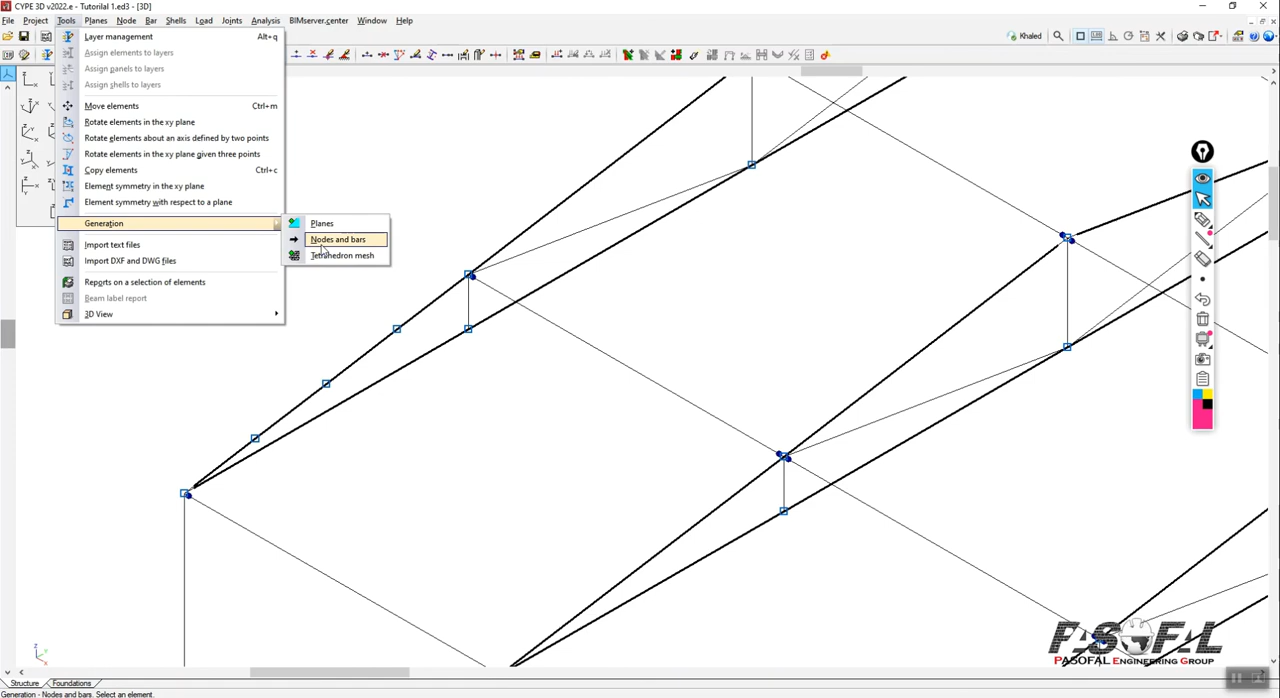 CYPE 3D v2022.e - Tutorilal 1.ed3 - [3D]
File Project Tools Planes Node Bar Shells Load Joints Analysis BIMserver.center Window Help
Khaled
Layer management Alt+q
Assign elements to layers
Assign panels to layers
Assign shells to layers
Move elements Ctrl+m
Rotate elements in the xy plane
Rotate elements about an axis defined by two points
Rotate elements in the xy plane given three points
Copy elements Ctrl+c
Element symmetry in the xy plane
Element symmetry with respect to a plane
Generation
Planes
Nodes and bars
Tetrahedron mesh
Import text files
Import DXF and DWG files
Reports on a selection of elements
Beam label report
3D View
PASOFAL
PASOFAL ENGINEERING GROUP
Structure Foundations
Generation - Nodes and bars. Select an element.